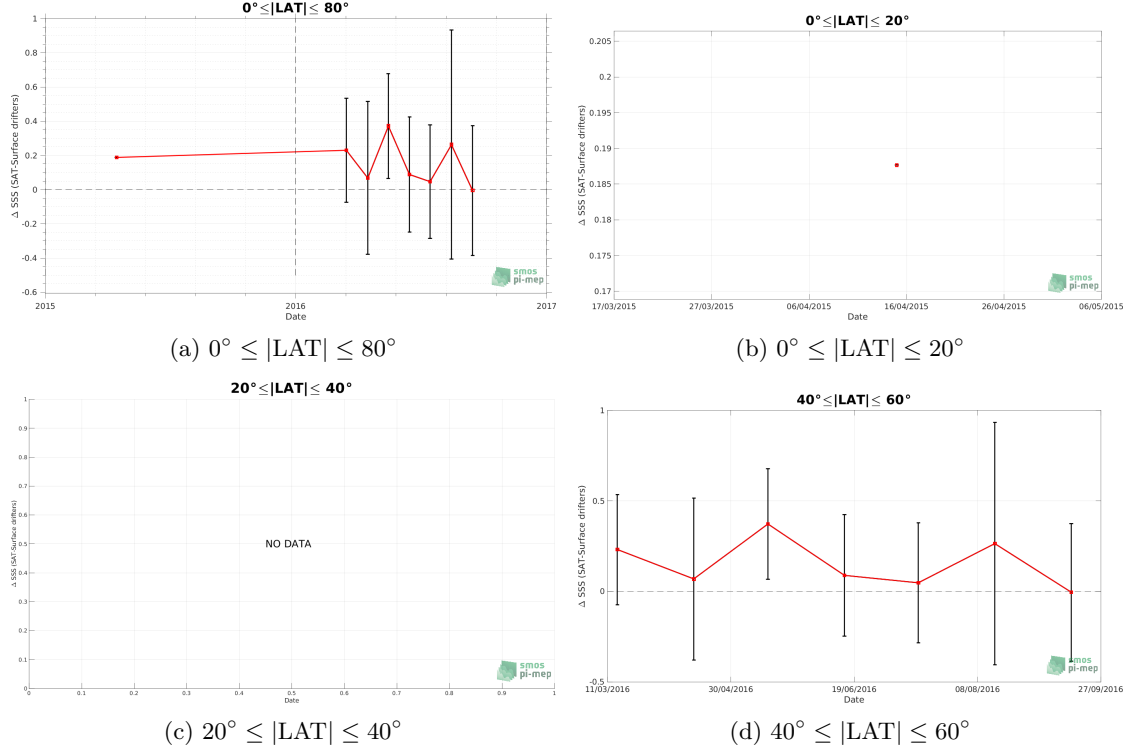 0°≤|LAT|≤ 80°
Δ SSS (SAT-Surface drifters)
1
0.8
0.6
0.4
0.2
0
-0.2
-0.4
-0.6
2015
2016
2017
Date
smos
pi-mep
(a) 0° ≤ |LAT| ≤ 80°
0°≤|LAT|≤ 20°
Δ SSS (SAT-Surface drifters)
0.205
0.2
0.195
0.19
0.185
0.18
0.175
0.17
17/03/2015
27/03/2015
06/04/2015
16/04/2015
26/04/2015
06/05/2015
Date
smos
pi-mep
(b) 0° ≤ |LAT| ≤ 20°
20°≤|LAT|≤ 40°
Δ SSS (SAT-Surface drifters)
1
0.9
0.8
0.7
0.6
0.5
0.4
0.3
0.2
0.1
0
NO DATA
0
0.1
0.2
0.3
0.4
0.5
0.6
0.7
0.8
0.9
1
Date
smos
pi-mep
(c) 20° ≤ |LAT| ≤ 40°
40°≤|LAT|≤ 60°
Δ SSS (SAT-Surface drifters)
1
0.5
0
-0.5
11/03/2016
30/04/2016
19/06/2016
08/08/2016
27/09/2016
Date
smos
pi-mep
(d) 40° ≤ |LAT| ≤ 60°